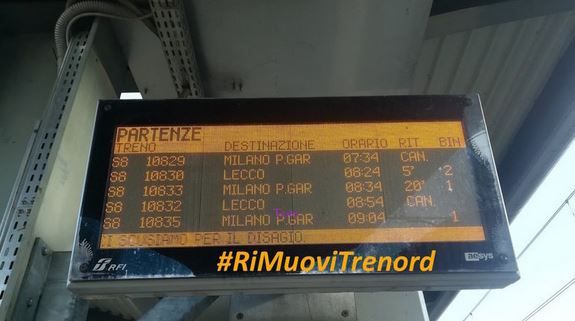 PARTENZE
TRENO DESTINAZIONE ORARIO RIT. BIN
S8 10829 MILANO P.GAR 07:34 CAN.
S8 10830 LECCO 08:24 5' 2
S8 10833 MILANO P.GAR 08:34 20' 1
S8 10832 LECCO 08:54 CAN.
S8 10835 MILANO P.GAR 09:04 1
CI SCUSIAMO PER IL DISAGIO.
RFI
#RiMuoviTrenord
aesys